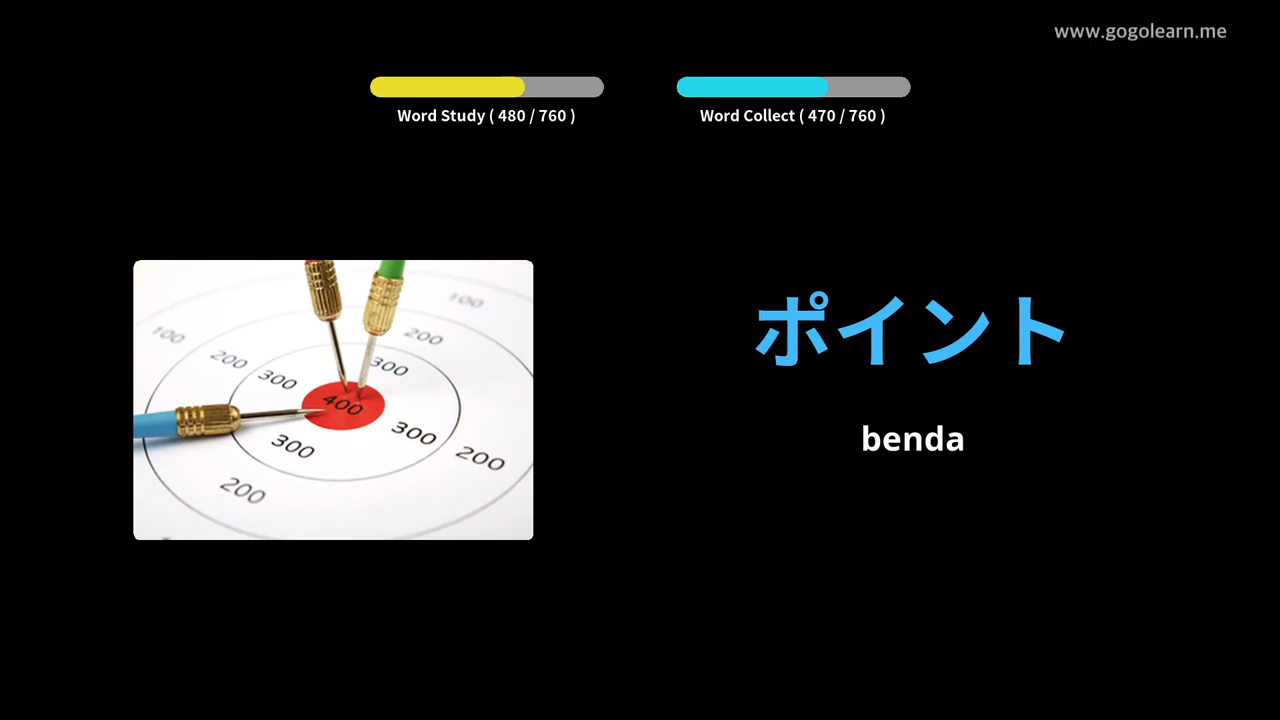 www.gogolearn.me
Word Study ( 480 / 760 )
Word Collect ( 470 / 760 )
ポイント
benda
100
100
200
200
300
300
400
300
300
200
200